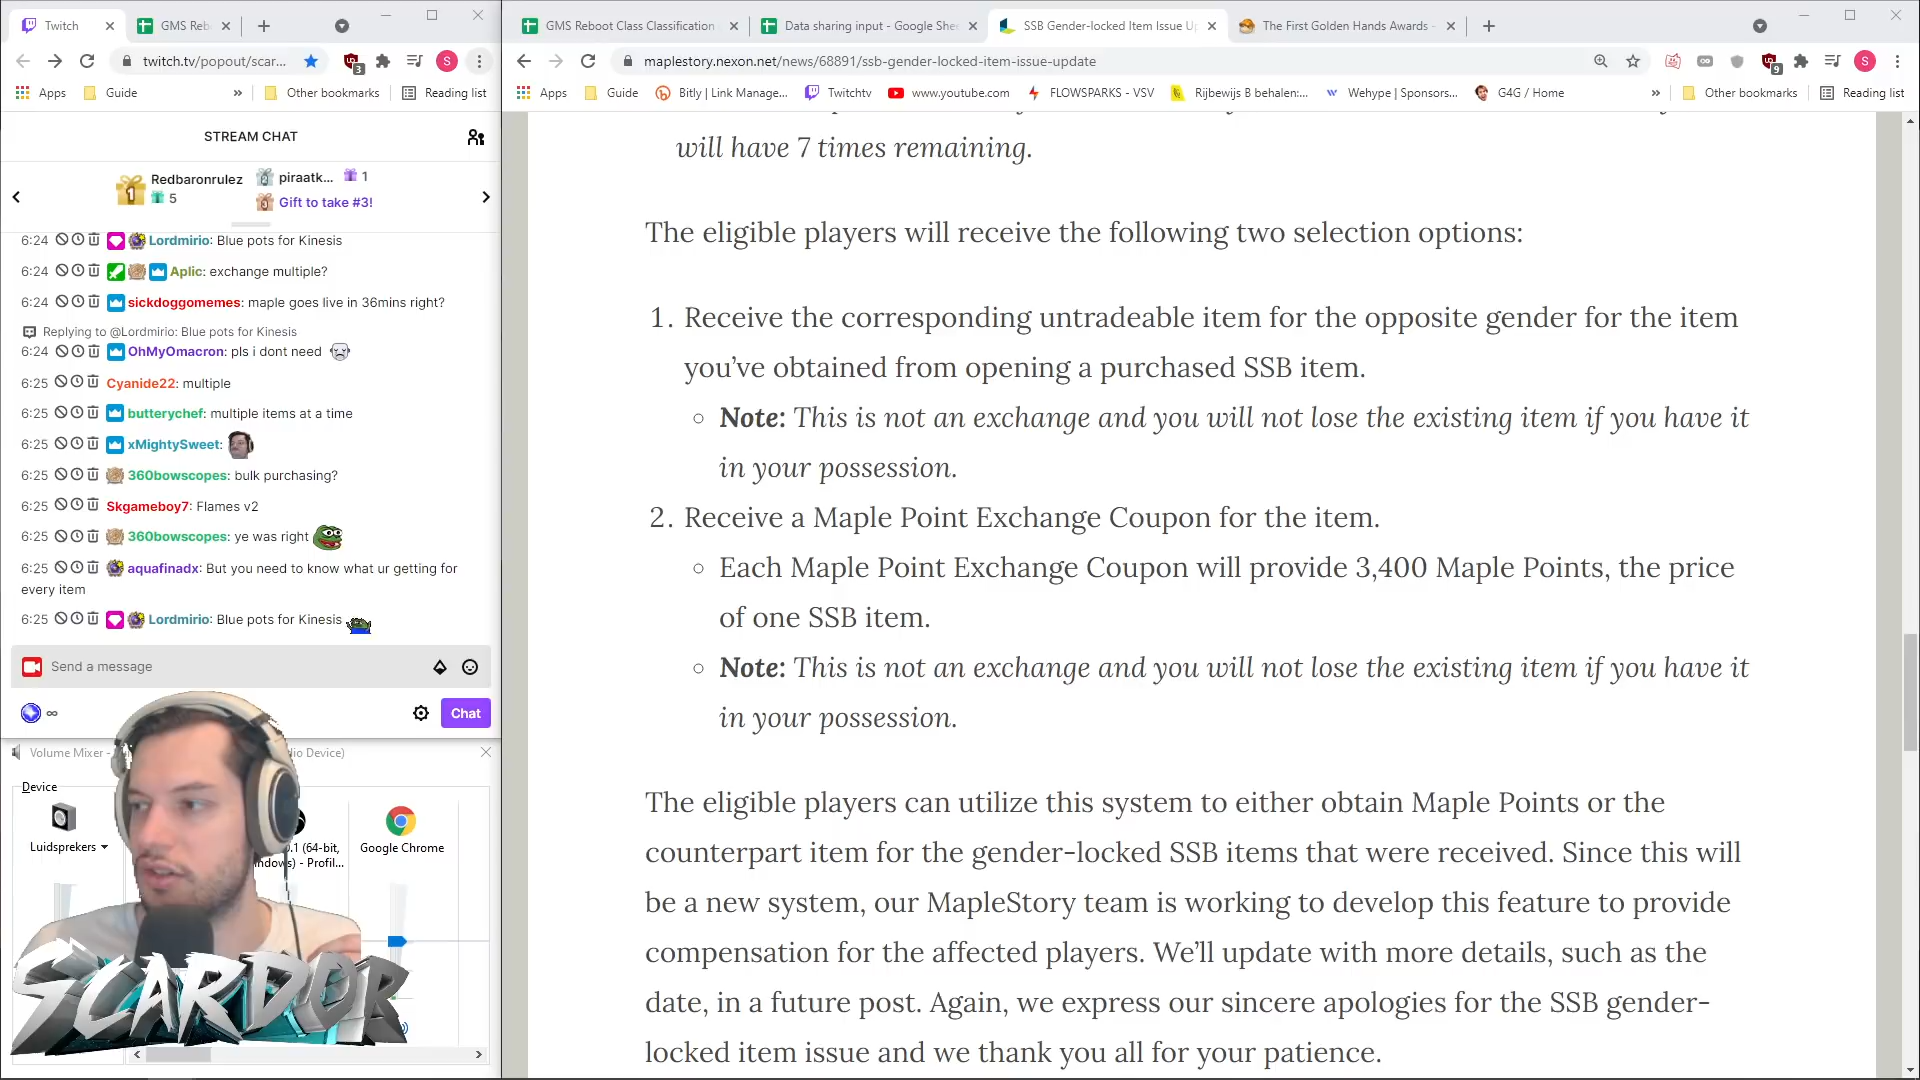 Twitch
GMS Reb
GMS Reboot Class Classification
Data sharing input - Google She
SSB Gender-locked Item Issue U
The First Golden Hands Awards -
twitch.tv/popout/scar...
maplestory.nexon.net/news/68891/ssb-gender-locked-item-issue-update
Apps Guide » Other bookmarks Reading list
Apps Guide Bitly | Link Manage... Twitchtv www.youtube.com FLOWSPARKS - VSV Rijbewijs B behalen:... Wehype | Sponsors... G4G / Home » Other bookmarks Reading list
STREAM CHAT
Redbaronrulez
5
piraatk... 1
Gift to take #3!
6:24 Lordmirio: Blue pots for Kinesis
6:24 Aplic: exchange multiple?
6:24 sickdoggomemes: maple goes live in 36mins right?
Replying to @Lordmirio: Blue pots for Kinesis
6:24 OhMyOmacron: pls i dont need
6:25 Cyanide22: multiple
6:25 butterychef: multiple items at a time
6:25 xMightySweet:
6:25 360bowscopes: bulk purchasing?
6:25 Skgameboy7: Flames v2
6:25 360bowscopes: ye was right
6:25 aquafinadx: But you need to know what ur getting for
every item
6:25 Lordmirio: Blue pots for Kinesis
Send a message
∞
Chat
Volume Mixer - io Device)
Device
Luidsprekers
.1 (64-bit,
ndows) - Profil...
Google Chrome
SCARDOR
will have 7 times remaining.
The eligible players will receive the following two selection options:
1. Receive the corresponding untradeable item for the opposite gender for the item
you’ve obtained from opening a purchased SSB item.
Note: This is not an exchange and you will not lose the existing item if you have it
in your possession.
2. Receive a Maple Point Exchange Coupon for the item.
Each Maple Point Exchange Coupon will provide 3,400 Maple Points, the price
of one SSB item.
Note: This is not an exchange and you will not lose the existing item if you have it
in your possession.
The eligible players can utilize this system to either obtain Maple Points or the
counterpart item for the gender-locked SSB items that were received. Since this will
be a new system, our MapleStory team is working to develop this feature to provide
compensation for the affected players. We’ll update with more details, such as the
date, in a future post. Again, we express our sincere apologies for the SSB gender-
locked item issue and we thank you all for your patience.